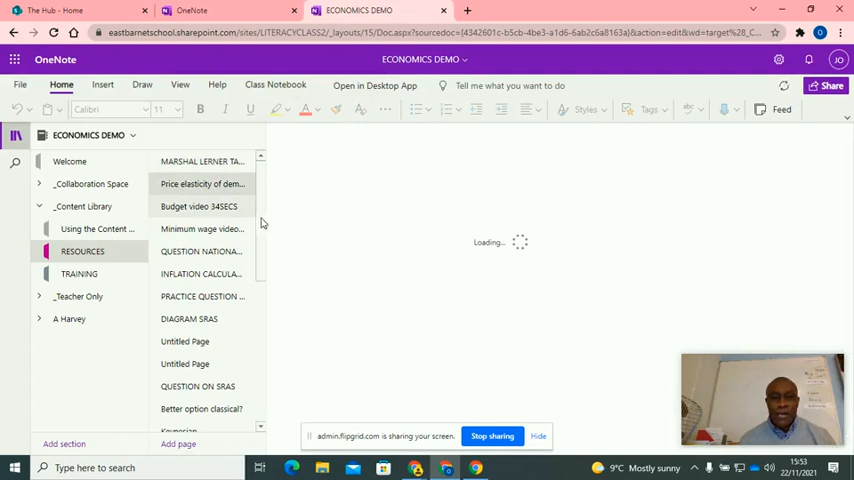 The Hub - Home
OneNote
ECONOMICS DEMO
eastbarnetschool.sharepoint.com/sites/LITERACYCLASS2/_layouts/15/Doc.aspx?sourcedoc={4342601c-b5cb-4be3-a1d6-6ab2c6a8163a}&action=edit&wd=target%28_C...
OneNote
ECONOMICS DEMO
JO
File
Home
Insert
Draw
View
Help
Class Notebook
Open in Desktop App
Tell me what you want to do
Share
Calibri
11
B
I
U
A
Styles
Tags
Feed
ECONOMICS DEMO
Welcome
_Collaboration Space
_Content Library
Using the Content ...
RESOURCES
TRAINING
_Teacher Only
A Harvey
Add section
MARSHAL LERNER TA...
Price elasticity of dem...
Budget video 34SECS
Minimum wage video...
QUESTION NATIONA...
INFLATION CALCULA...
PRACTICE QUESTION ...
DIAGRAM SRAS
Untitled Page
Untitled Page
QUESTION ON SRAS
Better option classical?
Keynesian
Add page
Loading...
admin.flipgrid.com is sharing your screen.
Stop sharing
Hide
Type here to search
9°C Mostly sunny
15:53
22/11/2021